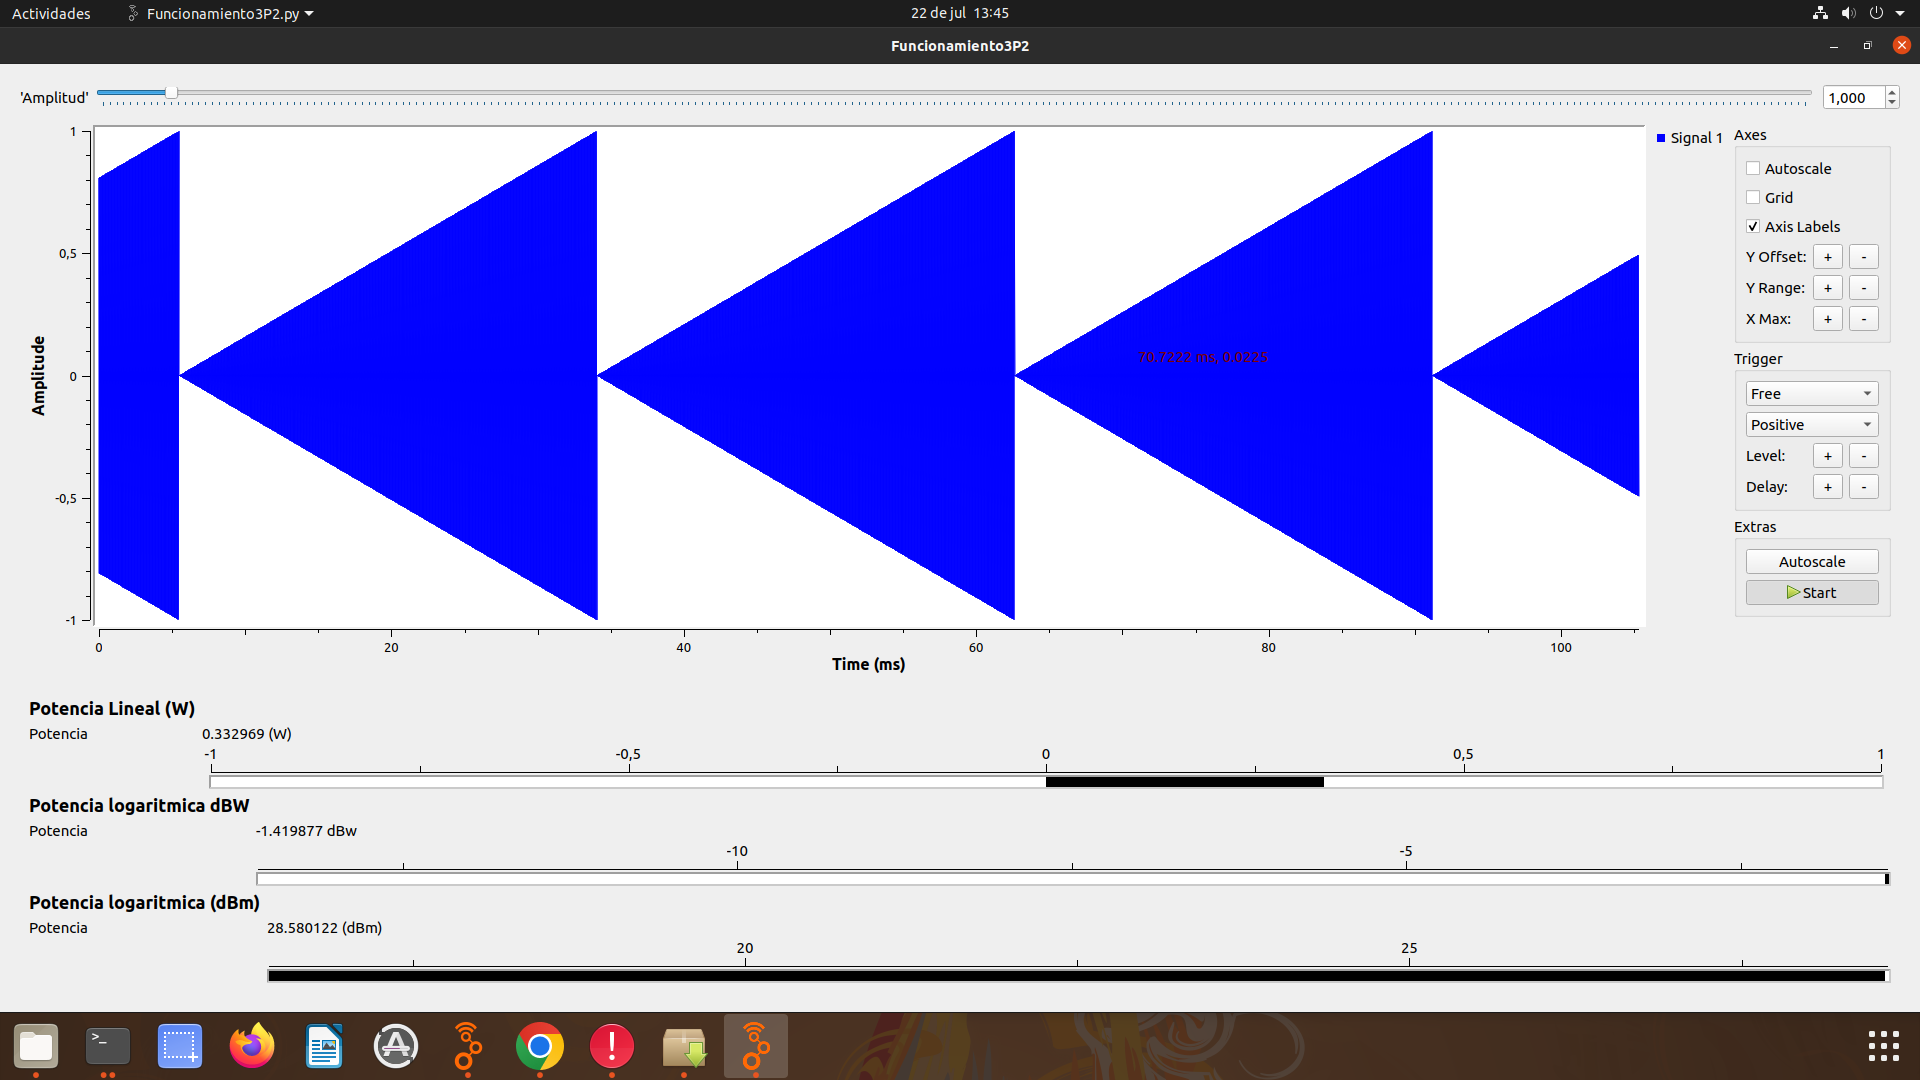 Actividades Funcionamiento3P2.py 22 de jul 13:45
Funcionamiento3P2
'Amplitud' 1,000
Signal 1
Amplitude
1
0,5
0
-0,5
-1
70.7222 ms, 0.0225
0 20 40 60 80 100
Time (ms)
Axes
Autoscale
Grid
Axis Labels
Y Offset: + -
Y Range: + -
X Max: + -
Trigger
Free
Positive
Level: + -
Delay: + -
Extras
Autoscale
Start
Potencia Lineal (W)
Potencia 0.332969 (W)
-1 -0,5 0 0,5 1
Potencia logaritmica dBW
Potencia -1.419877 dBw
-10 -5
Potencia logaritmica (dBm)
Potencia 28.580122 (dBm)
20 25